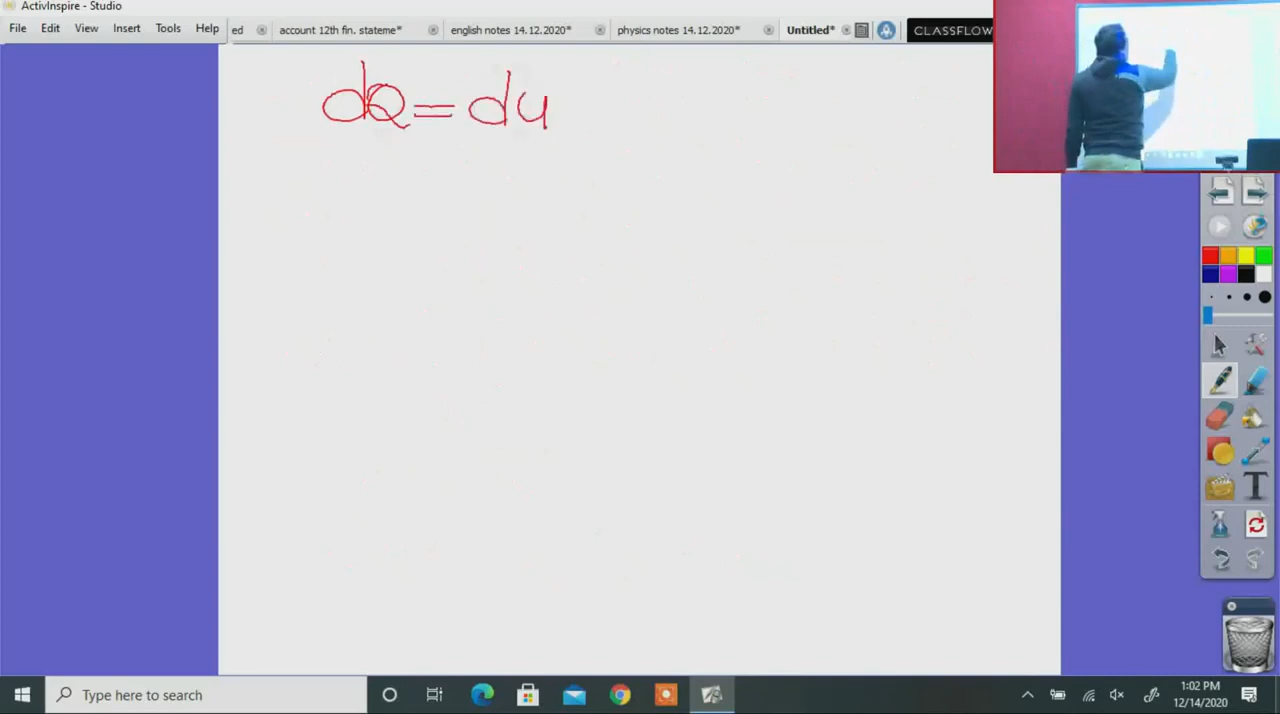 ActivInspire - Studio
File Edit View Insert Tools Help
ed account 12th fin. stateme* english notes 14.12.2020* physics notes 14.12.2020* Untitled* CLASSFLOW
dQ = du
T
Type here to search
1:02 PM
12/14/2020